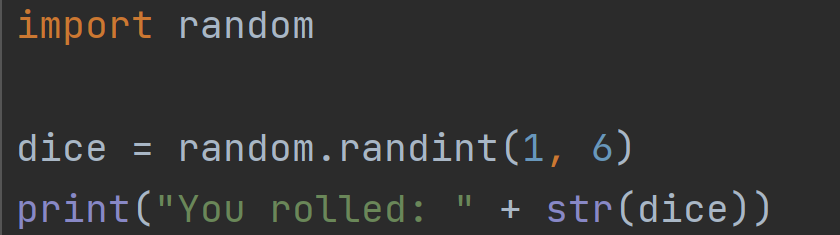 import random
dice = random.randint(1, 6)
print("You rolled: " + str(dice))